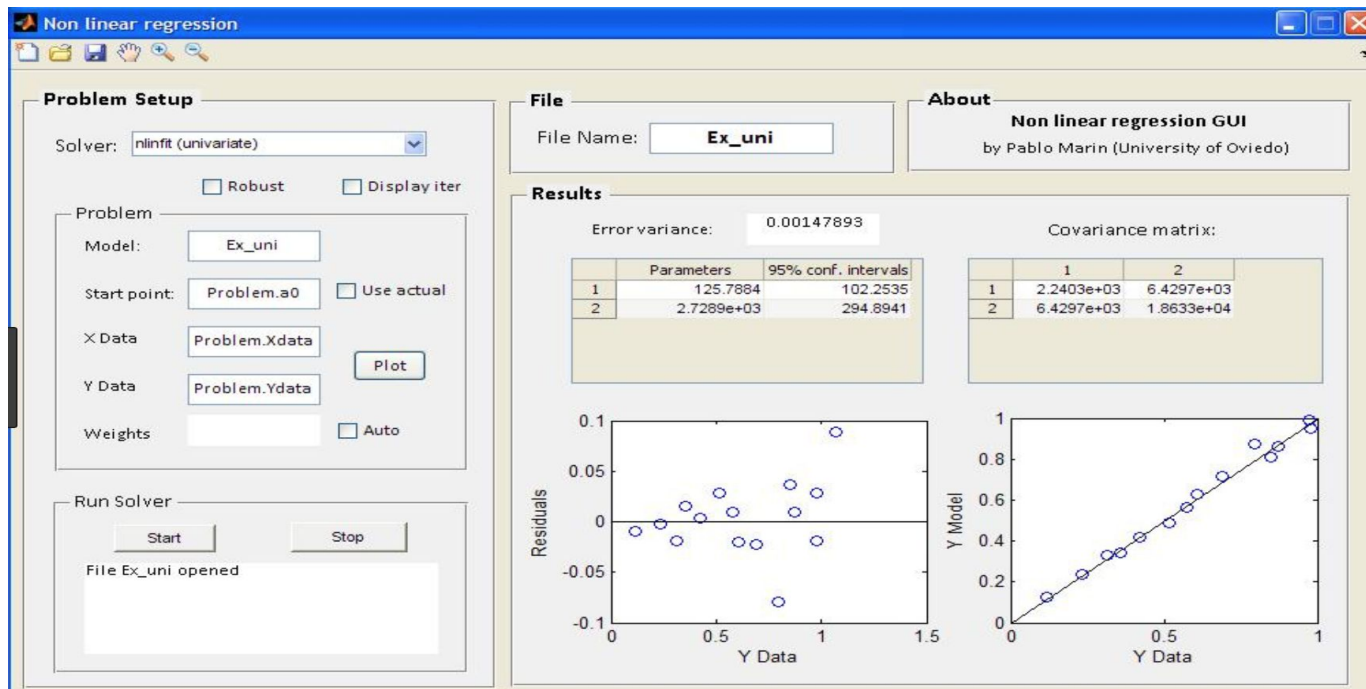 Non linear regression
Problem Setup
Solver: nlinfit (univariate)
Robust Display iter
Problem
Model: Ex_uni
Start point: Problem.a0 Use actual
X Data Problem.Xdata
Plot
Y Data Problem.Ydata
Weights Auto
Run Solver
Start Stop
File Ex_uni opened
File
File Name: Ex_uni
About
Non linear regression GUI
by Pablo Marin (University of Oviedo)
Results
Error variance: 0.00147893
Parameters 95% conf. intervals
1 125.7884 102.2535
2 2.7289e+03 294.8941
Covariance matrix:
1 2
1 2.2403e+03 6.4297e+03
2 6.4297e+03 1.8633e+04
0.1
0.05
0
-0.05
-0.1
Residuals
0 0.5 1 1.5
Y Data
1
0.8
0.6
0.4
0.2
0
Y Model
0 0.5 1
Y Data